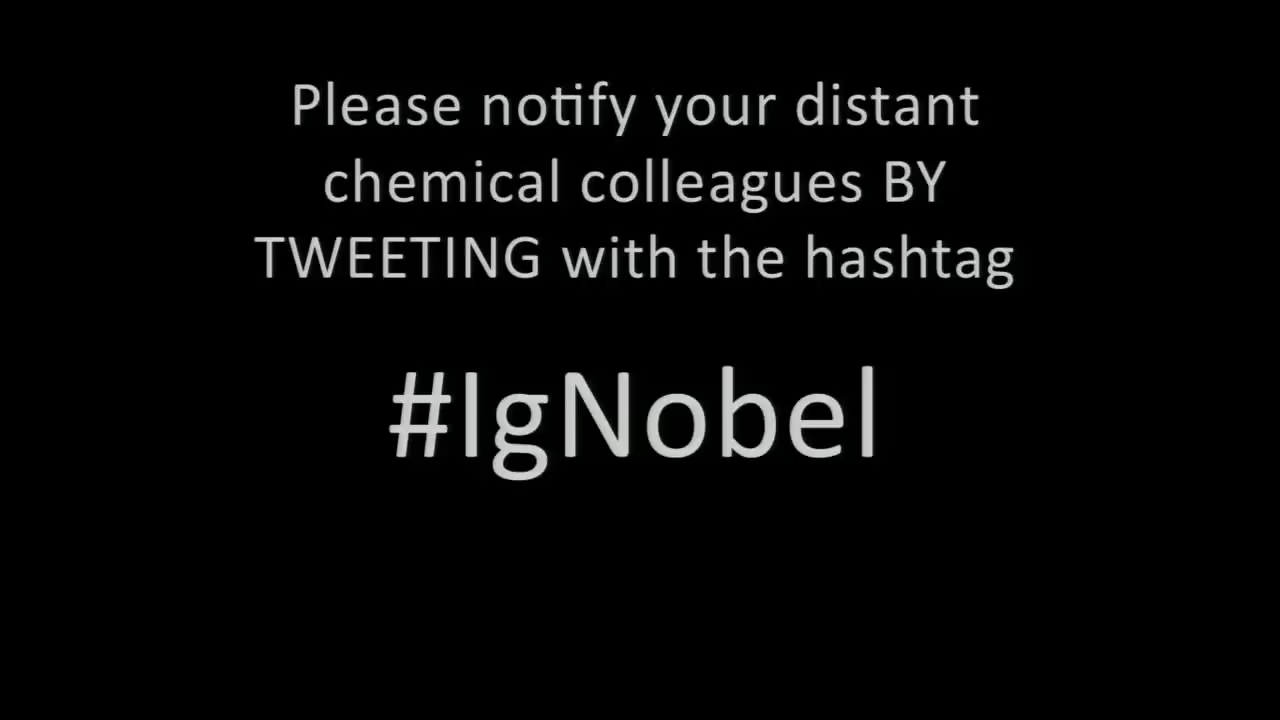 Please notify your distant
chemical colleagues BY
TWEETING with the hashtag
#IgNobel